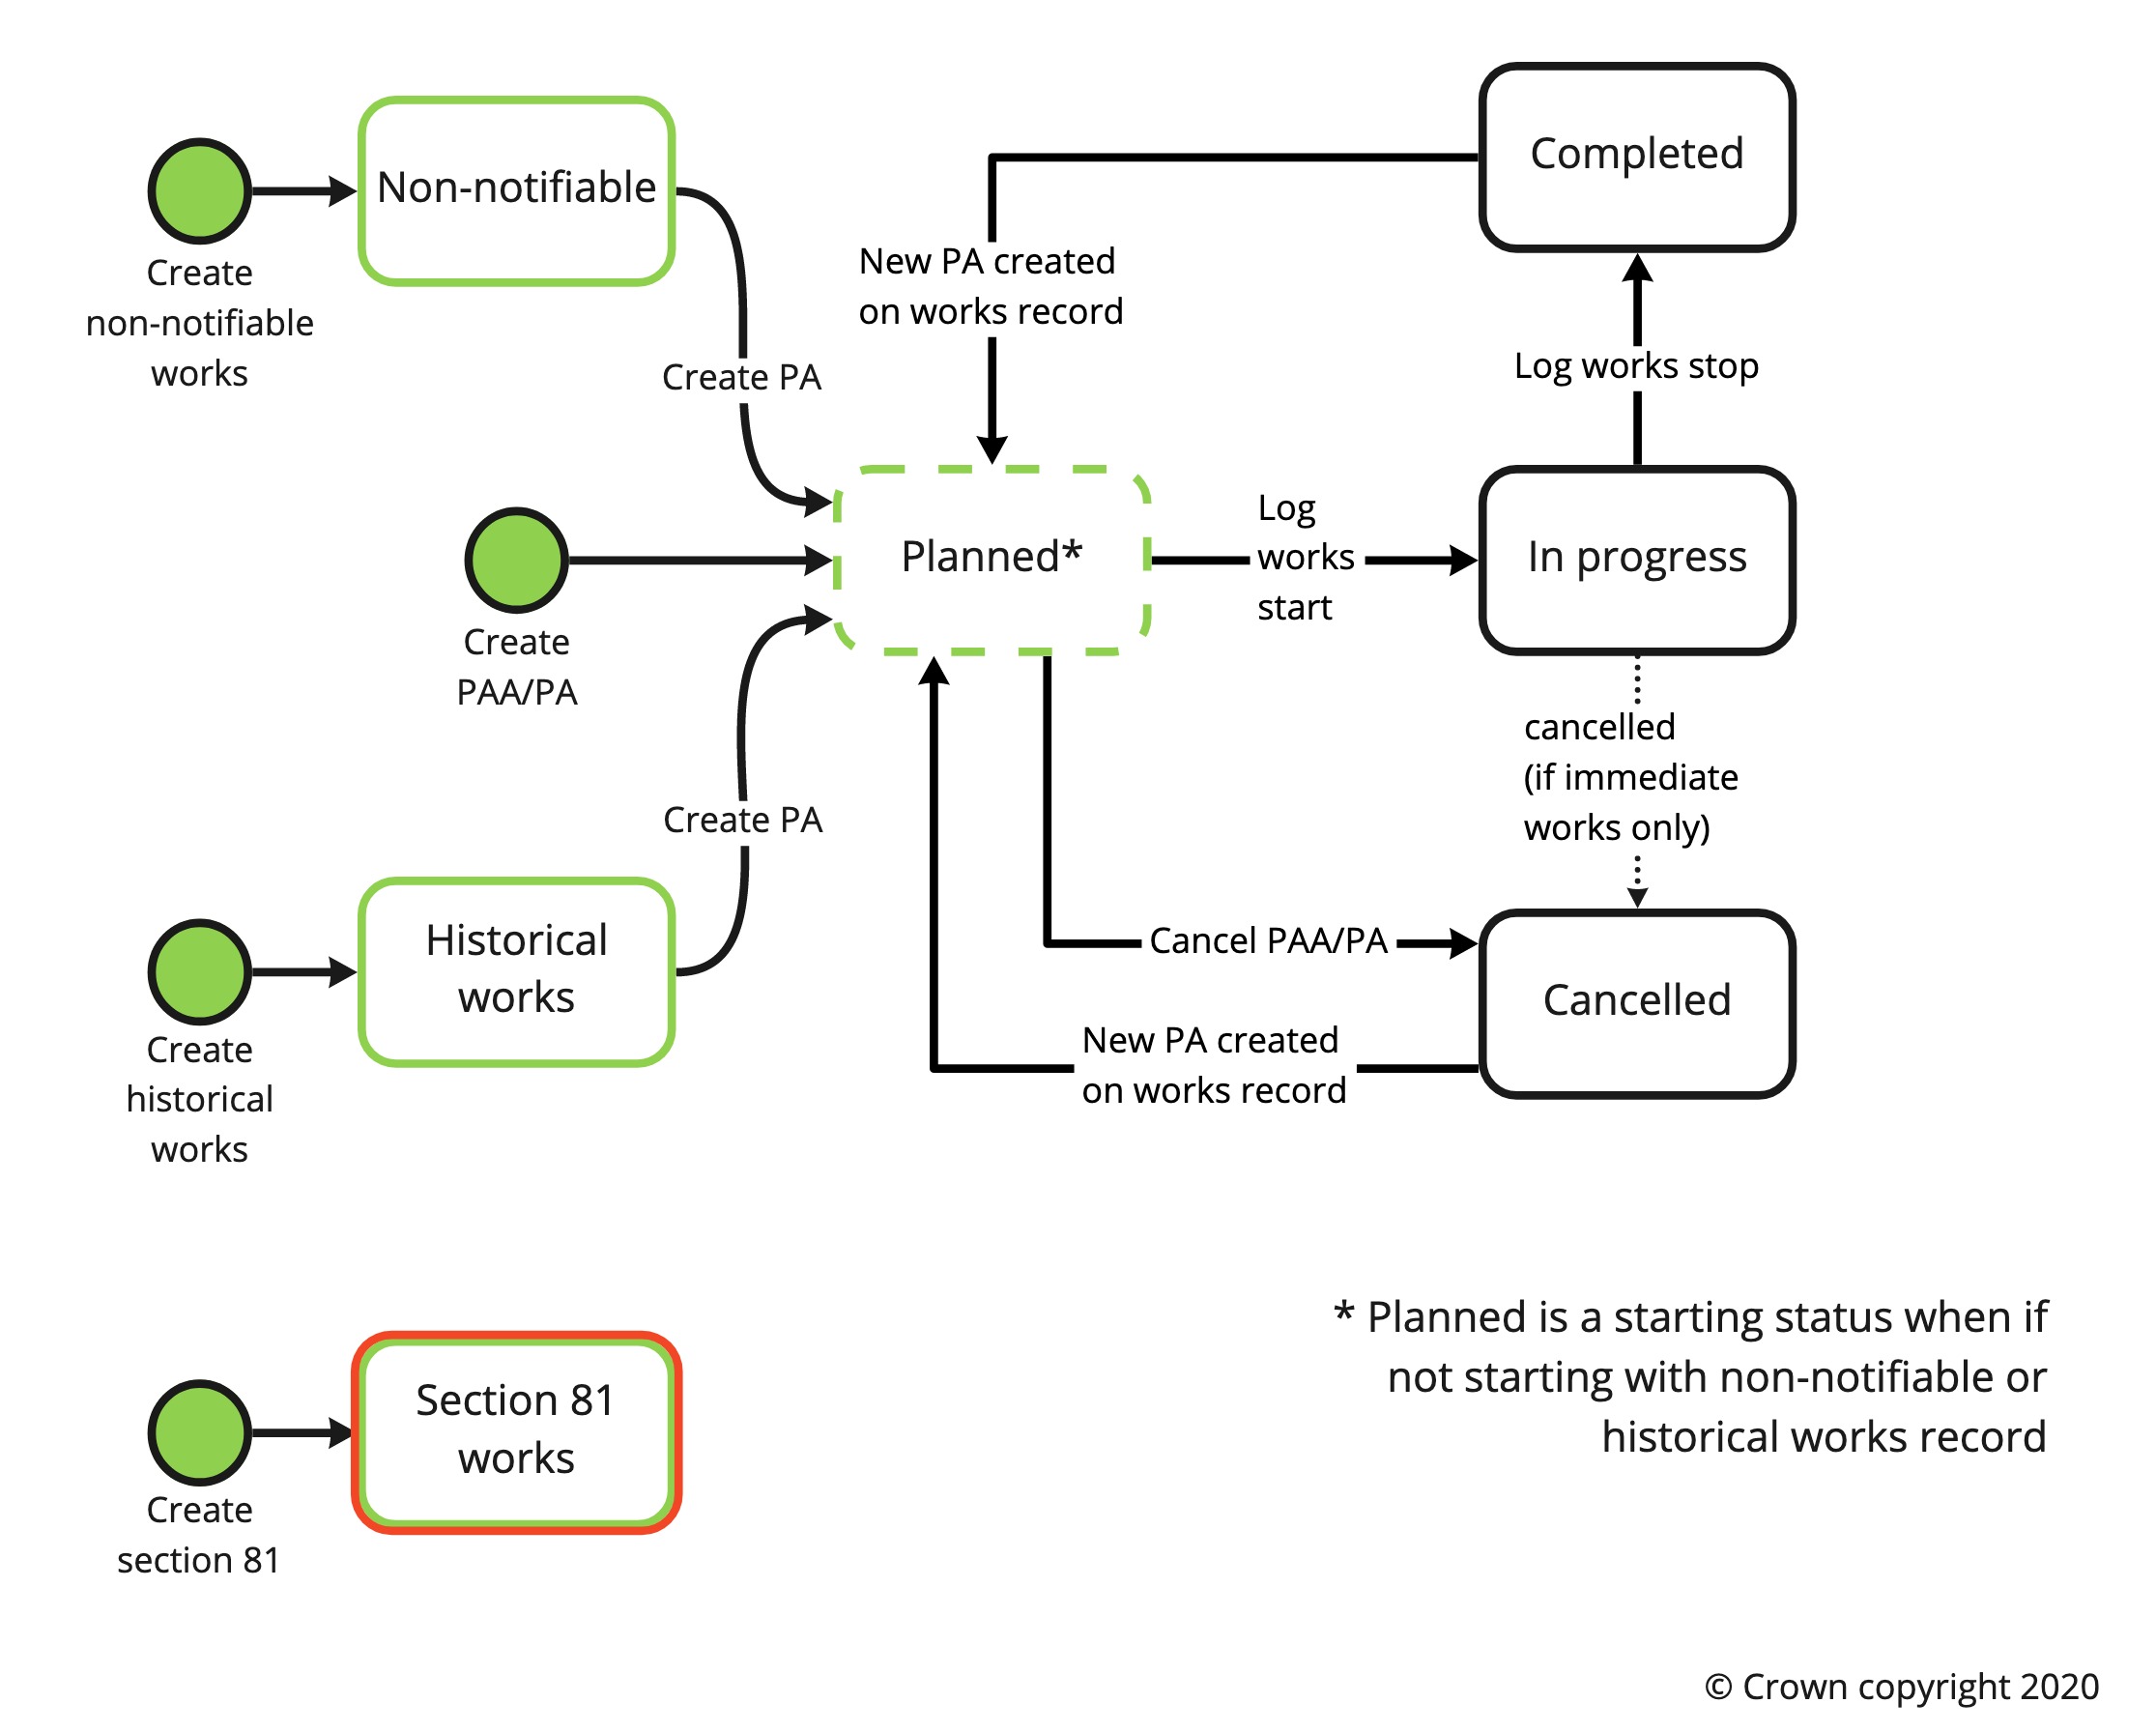 Non-notifiable
Create
non-notifiable
works
Create PA
Completed
New PA created
on works record
Log works stop
Planned*
Create
PAA/PA
Log
works
start
In progress
cancelled
(if immediate
works only)
Create PA
Historical
works
Create
historical
works
Cancel PAA/PA
Cancelled
New PA created
on works record
Section 81
works
Create
section 81
* Planned is a starting status when if
not starting with non-notifiable or
historical works record
© Crown copyright 2020